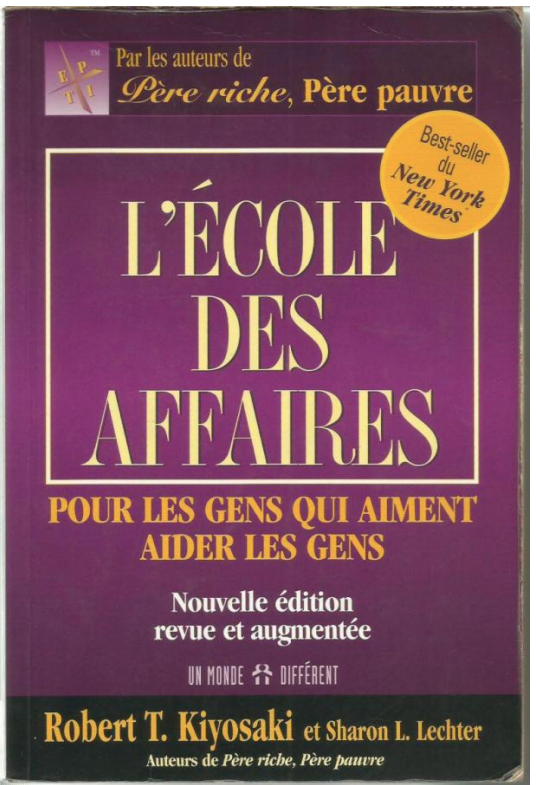 E P T I
TM
Par les auteurs de
Père riche, Père pauvre
Best-seller
du
New York
Times
L'ÉCOLE
DES
AFFAIRES
POUR LES GENS QUI AIMENT
AIDER LES GENS
Nouvelle édition
revue et augmentée
UN MONDE DIFFÉRENT
Robert T. Kiyosaki et Sharon L. Lechter
Auteurs de Père riche, Père pauvre